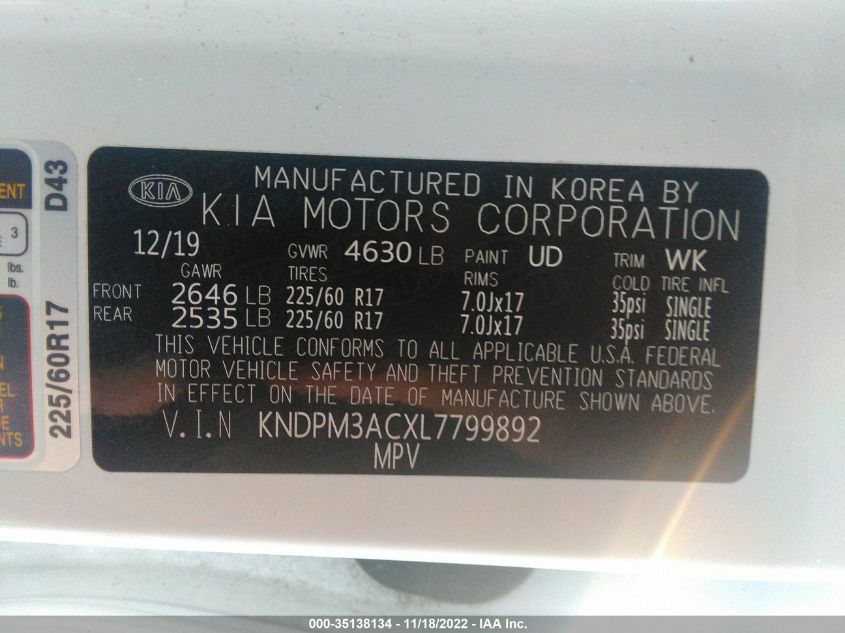 KIA
MANUFACTURED IN KOREA BY
KIA MOTORS CORPORATION
12/19 GVWR 4630 LB PAINT UD TRIM WK
GAWR TIRES RIMS COLD TIRE INFL
FRONT 2646 LB 225/60 R17 7.0Jx17 35psi SINGLE
REAR 2535 LB 225/60 R17 7.0Jx17 35psi SINGLE
THIS VEHICLE CONFORMS TO ALL APPLICABLE U.S.A. FEDERAL
MOTOR VEHICLE SAFETY AND THEFT PREVENTION STANDARDS
IN EFFECT ON THE DATE OF MANUFACTURE SHOWN ABOVE.
V.I.N KNDPM3ACXL7799892
MPV
225/60R17 D43
3
lbs.
lb.
000-35138134 - 11/18/2022 - IAA Inc.